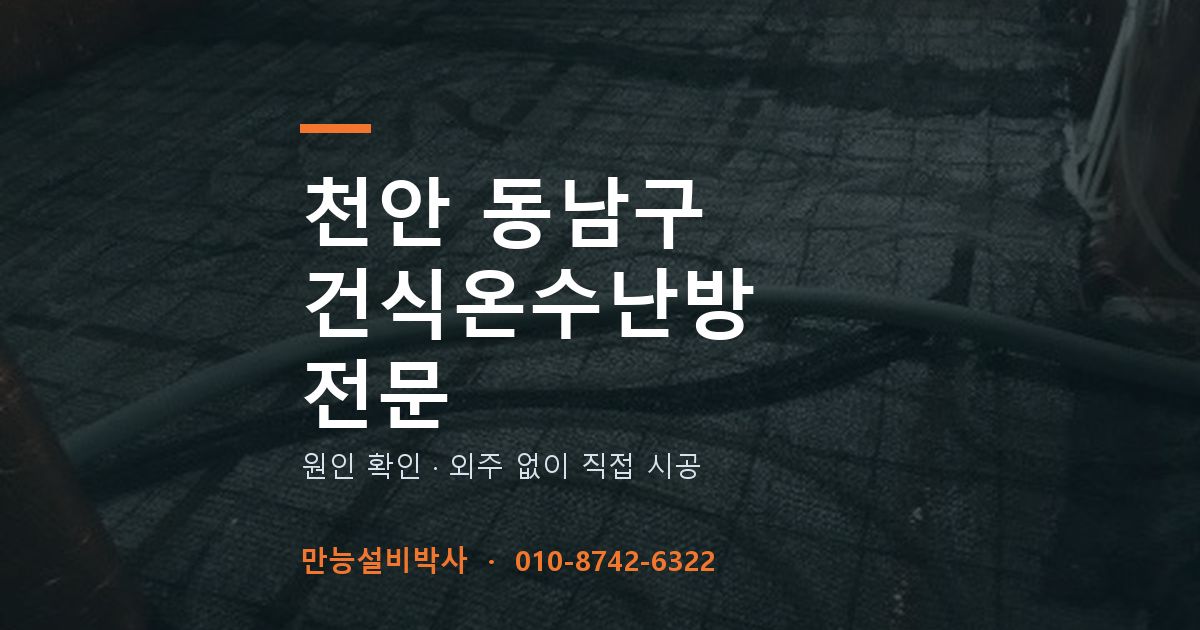 천안 동남구
건식온수난방
전문
원인 확인 · 외주 없이 직접 시공
만능설비박사 · 010-8742-6322